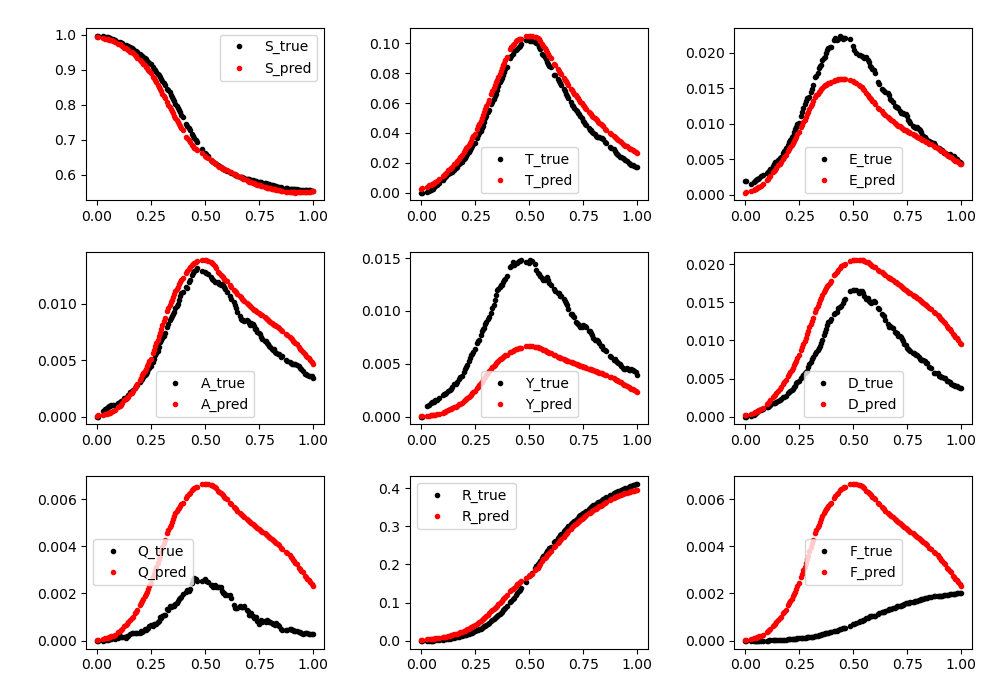 1.0
0.9
0.8
0.7
0.6
S_true
S_pred
0.00 0.25 0.50 0.75 1.00
0.10
0.08
0.06
0.04
0.02
0.00
T_true
T_pred
0.00 0.25 0.50 0.75 1.00
0.020
0.015
0.010
0.005
0.000
E_true
E_pred
0.00 0.25 0.50 0.75 1.00
0.010
0.005
0.000
A_true
A_pred
0.00 0.25 0.50 0.75 1.00
0.015
0.010
0.005
0.000
Y_true
Y_pred
0.00 0.25 0.50 0.75 1.00
0.020
0.015
0.010
0.005
0.000
D_true
D_pred
0.00 0.25 0.50 0.75 1.00
0.006
0.004
0.002
0.000
Q_true
Q_pred
0.00 0.25 0.50 0.75 1.00
0.4
0.3
0.2
0.1
0.0
R_true
R_pred
0.00 0.25 0.50 0.75 1.00
0.006
0.004
0.002
0.000
F_true
F_pred
0.00 0.25 0.50 0.75 1.00